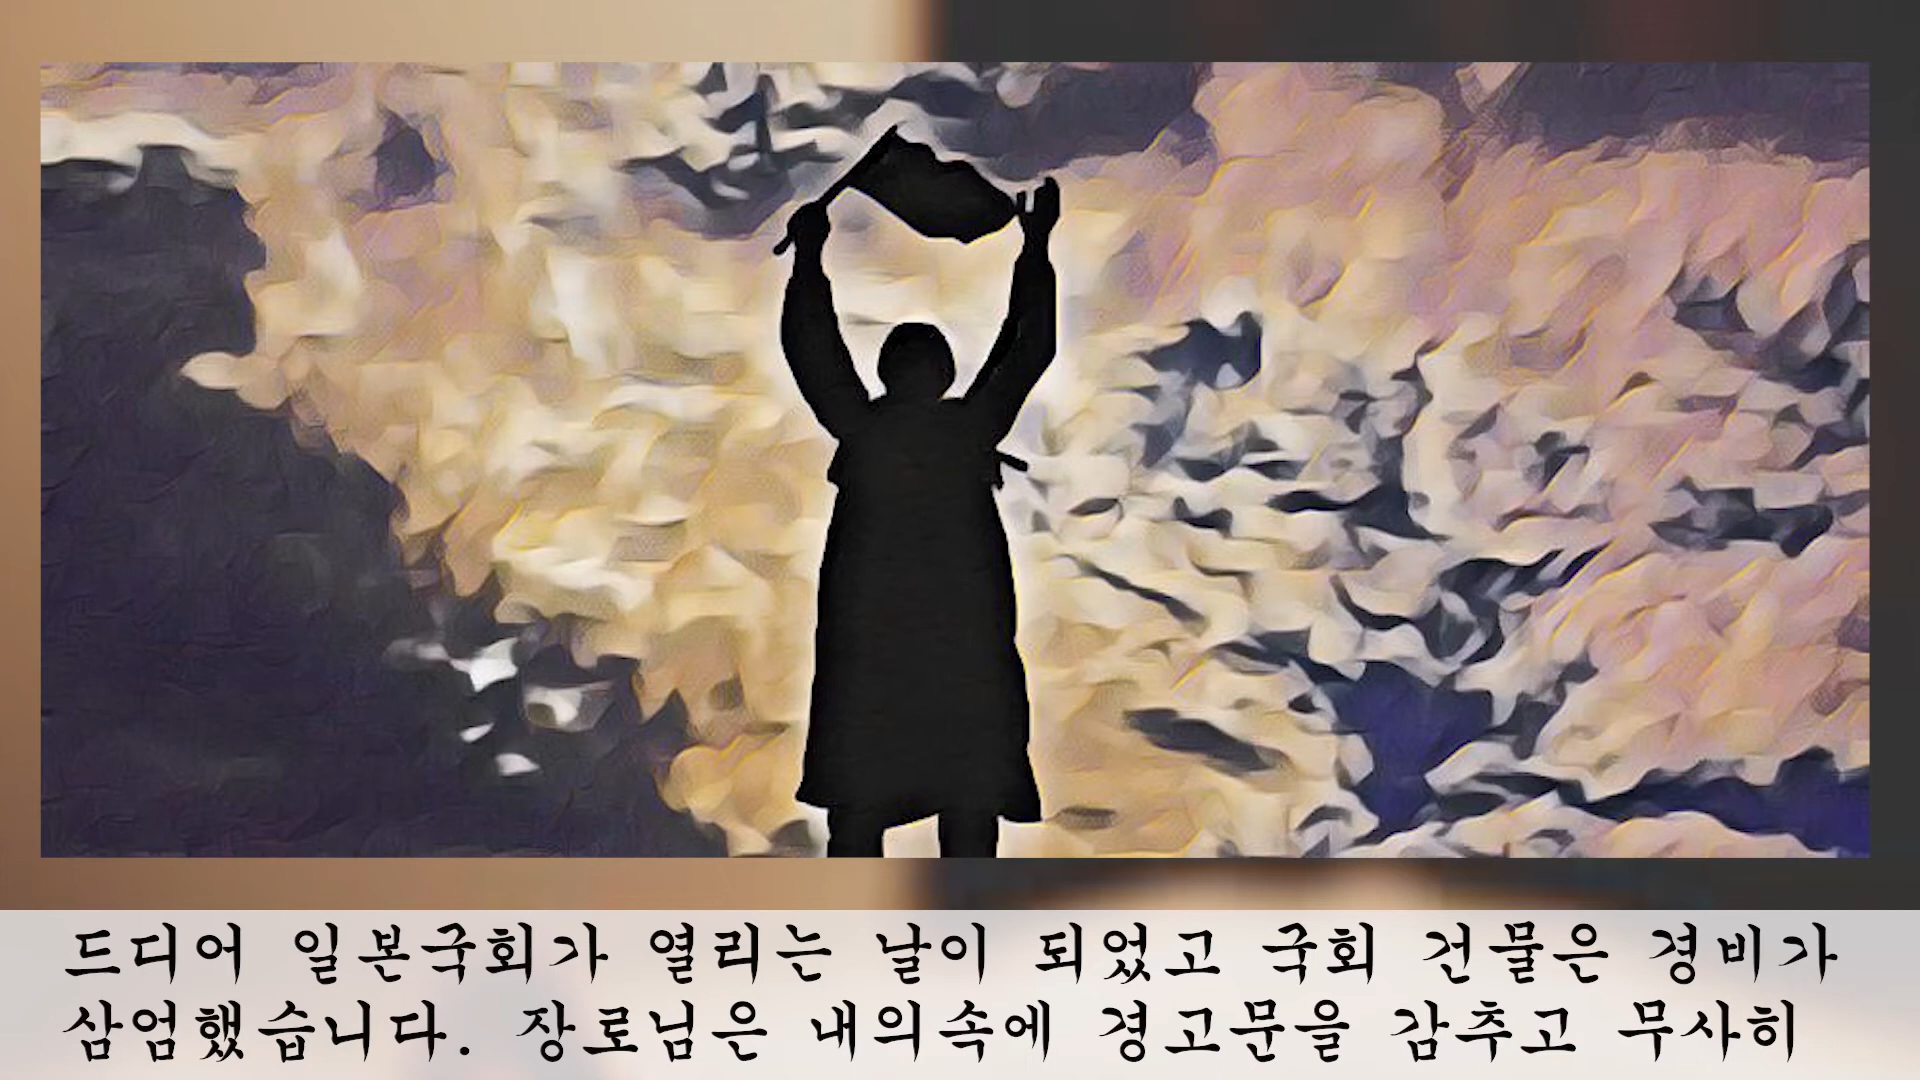 드디어 일본국회가 열리는 날이 되었고 국회 건물은 경비가
삼엄했습니다. 장로님은 내의속에 경고문을 감추고 무사히